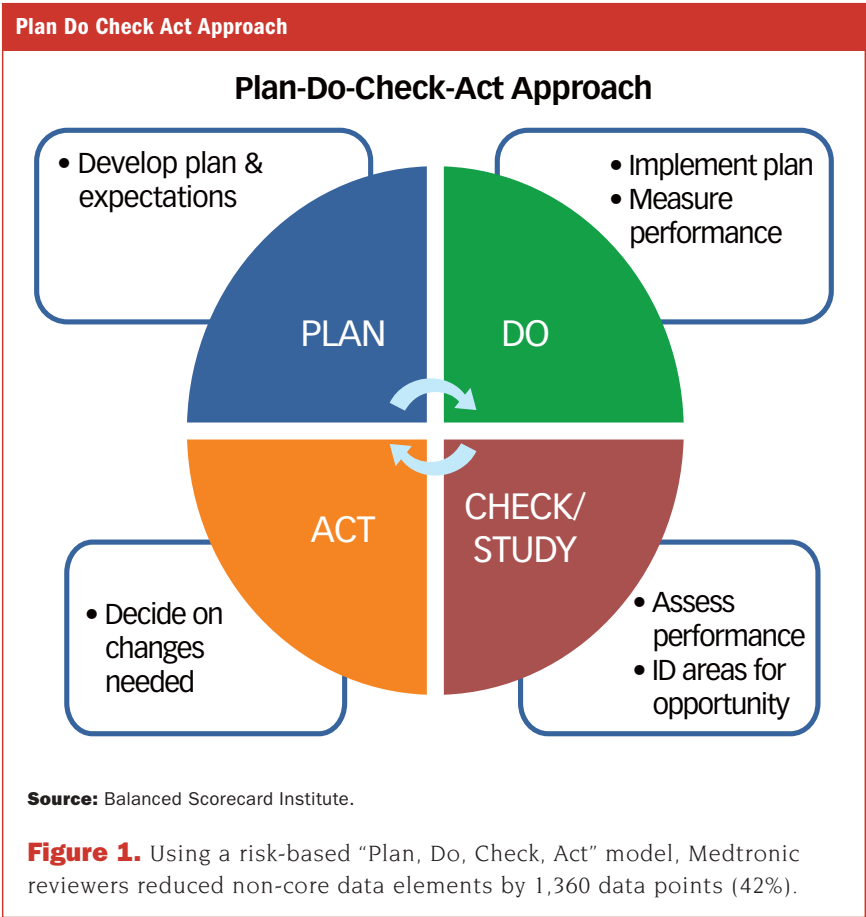 Plan Do Check Act Approach
Plan-Do-Check-Act Approach
• Develop plan &
expectations
• Implement plan
• Measure
performance
PLAN
DO
ACT
CHECK/
STUDY
• Decide on
changes
needed
• Assess
performance
• ID areas for
opportunity
Source: Balanced Scorecard Institute.
Figure 1. Using a risk-based “Plan, Do, Check, Act” model, Medtronic
reviewers reduced non-core data elements by 1,360 data points (42%).